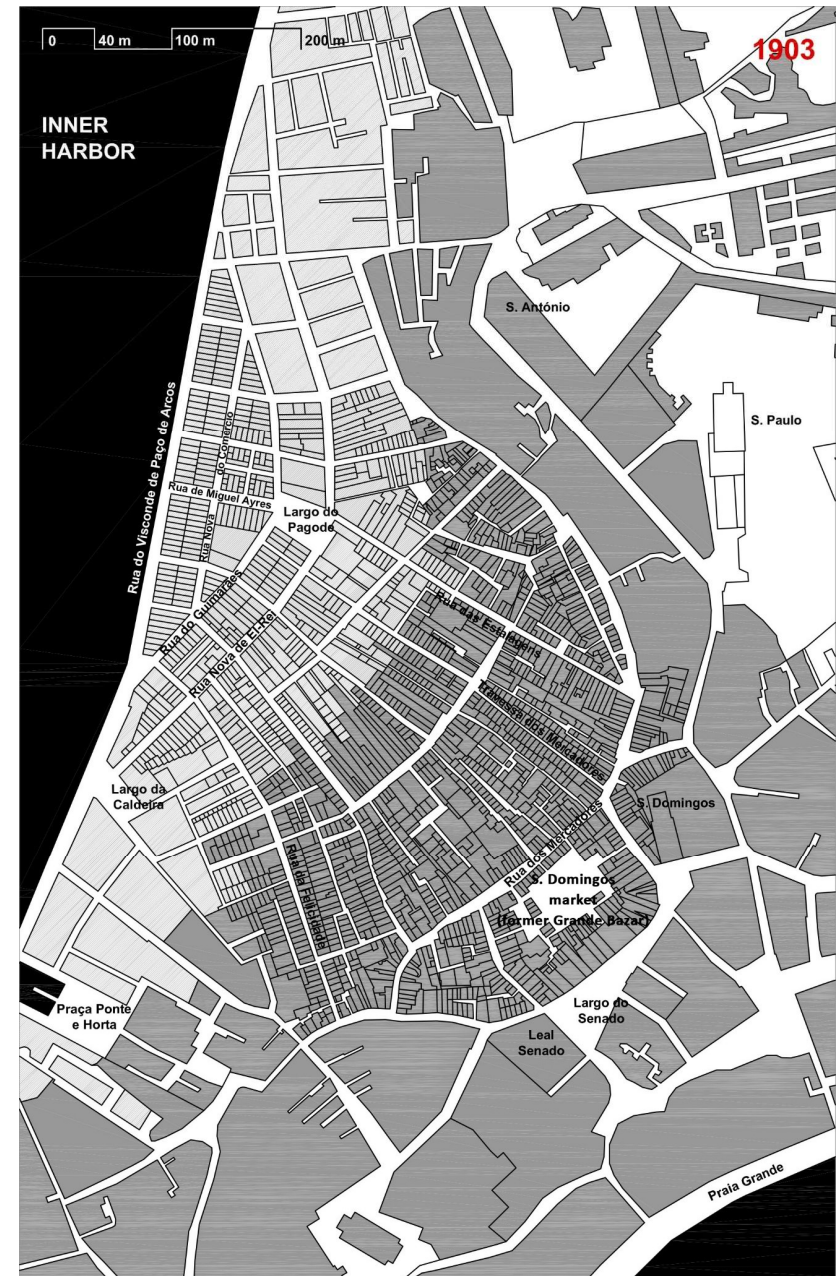 0
40 m
100 m
200 m
1903
INNER
HARBOR
S. António
S. Paulo
Rua do Visconde de Paço de Arcos
Rua Nova
do Comércio
Rua de Miguel Ayres
Largo do
Pagode
Rua do Guimarães
Rua Nova de El-Rei
Rua das Estalagens
Travessa dos Mercadores
Largo da
Caldeira
S. Domingos
Rua dos Mercadores
Rua da Felicidade
S. Domingos
market
(former Grande Bazar)
Praça Ponte
e Horta
Largo do
Senado
Leal
Senado
Praia Grande